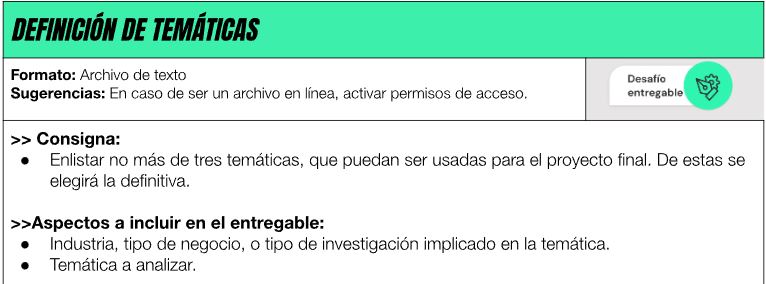 DEFINICIÓN DE TEMÁTICAS
Formato: Archivo de texto
Sugerencias: En caso de ser un archivo en línea, activar permisos de acceso.
Desafío
entregable
>> Consigna:
● Enlistar no más de tres temáticas, que puedan ser usadas para el proyecto final. De estas se
elegirá la definitiva.
>>Aspectos a incluir en el entregable:
● Industria, tipo de negocio, o tipo de investigación implicado en la temática.
● Temática a analizar.